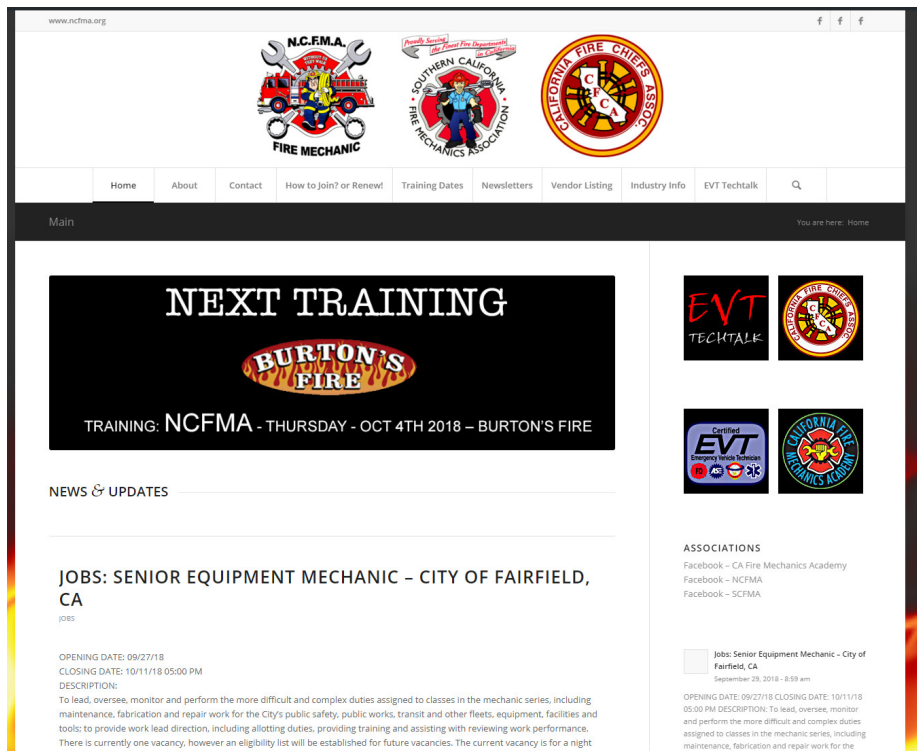 www.ncfma.org
N.C.F.M.A.
WITHOUT US
THEY WALK
FIRE MECHANIC
Proudly Serving
the Finest Fire Departments
in California
SOUTHERN CALIFORNIA
FIRE MECHANICS ASSOCIATION
CALIFORNIA FIRE CHIEFS ASSOC.
C F C A
Home About Contact How to Join? or Renew! Training Dates Newsletters Vendor Listing Industry Info EVT Techtalk
Main
You are here: Home
NEXT TRAINING
BURTON'S
FIRE
TRAINING: NCFMA - THURSDAY - OCT 4TH 2018 – BURTON'S FIRE
NEWS & UPDATES
JOBS: SENIOR EQUIPMENT MECHANIC – CITY OF FAIRFIELD,
CA
JOBS
OPENING DATE: 09/27/18
CLOSING DATE: 10/11/18 05:00 PM
DESCRIPTION:
To lead, oversee, monitor and perform the more difficult and complex duties assigned to classes in the mechanic series, including
maintenance, fabrication and repair work for the City's public safety, public works, transit and other fleets, equipment, facilities and
tools; to provide work lead direction, including allotting duties, providing training and assisting with reviewing work performance.
There is currently one vacancy, however an eligibility list will be established for future vacancies. The current vacancy is for a night
EVT
TECHTALK
CALIFORNIA FIRE CHIEFS ASSOC.
C F C A
Certified
EVT
Emergency Vehicle Technician
FD ASE
CALIFORNIA FIRE
MECHANICS ACADEMY
ASSOCIATIONS
Facebook – CA Fire Mechanics Academy
Facebook – NCFMA
Facebook – SCFMA
Jobs: Senior Equipment Mechanic – City of
Fairfield, CA
September 29, 2018 - 8:59 am
OPENING DATE: 09/27/18 CLOSING DATE: 10/11/18
05:00 PM DESCRIPTION: To lead, oversee, monitor
and perform the more difficult and complex duties
assigned to classes in the mechanic series, including
maintenance, fabrication and repair work for the